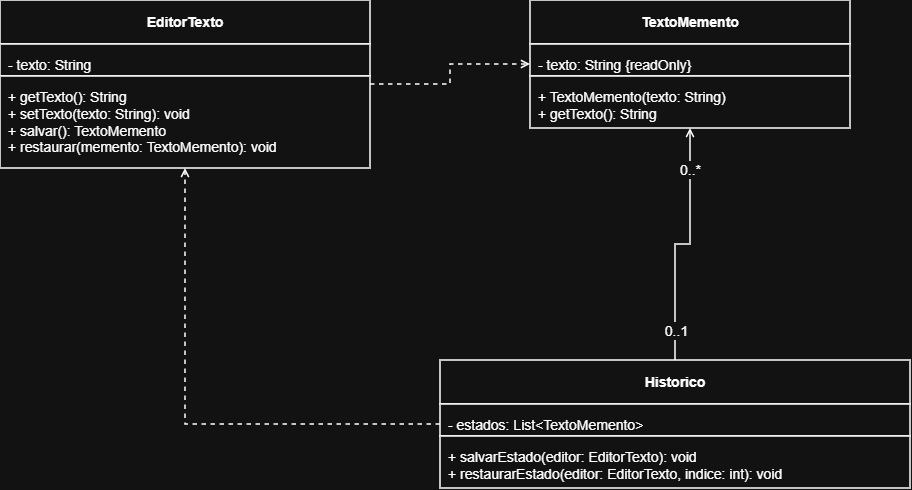 EditorTexto
- texto: String
+ getTexto(): String
+ setTexto(texto: String): void
+ salvar(): TextoMemento
+ restaurar(memento: TextoMemento): void
TextoMemento
- texto: String {readOnly}
+ TextoMemento(texto: String)
+ getTexto(): String
0..*
0..1
Historico
- estados: List<TextoMemento>
+ salvarEstado(editor: EditorTexto): void
+ restaurarEstado(editor: EditorTexto, indice: int): void